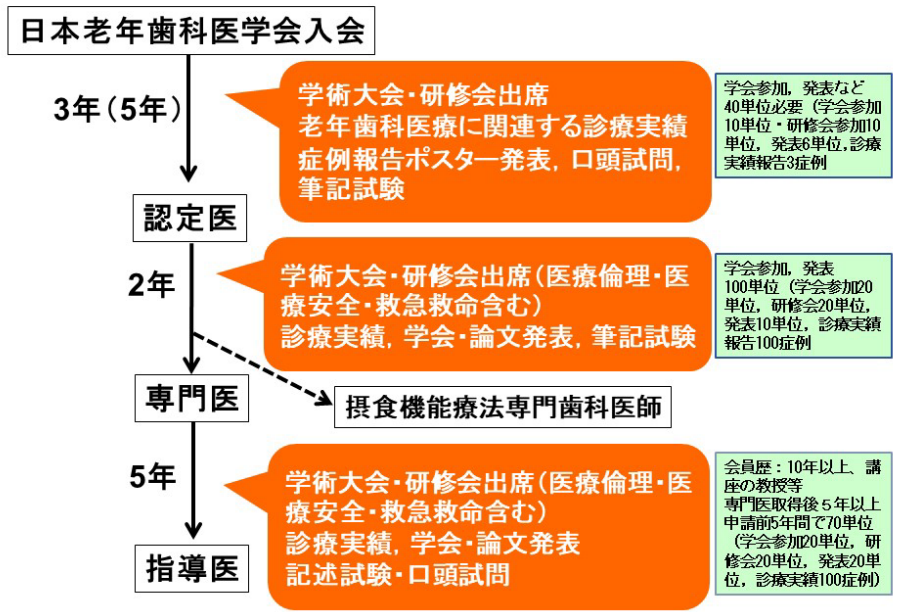 日本老年歯科医学会入会
3年（5年）
学術大会・研修会出席
老年歯科医療に関連する診療実績
症例報告ポスター発表，口頭試問，
筆記試験
学会参加，発表など
40単位必要（学会参加
10単位・研修会参加10
単位，発表6単位，診療
実績報告3症例
認定医
2年
学術大会・研修会出席（医療倫理・医
療安全・救急救命含む）
診療実績，学会・論文発表，筆記試験
学会参加，発表
100単位（学会参加20
単位，研修会20単位，
発表10単位，診療実績
報告100症例
専門医
摂食機能療法専門歯科医師
5年
学術大会・研修会出席（医療倫理・医
療安全・救急救命含む）
診療実績，学会・論文発表
記述試験・口頭試問
会員歴：10年以上、講
座の教授等
専門医取得後５年以上
申請前5年間で70単位
（学会参加20単位，研
修会20単位，発表20単
位，診療実績100症例）
指導医